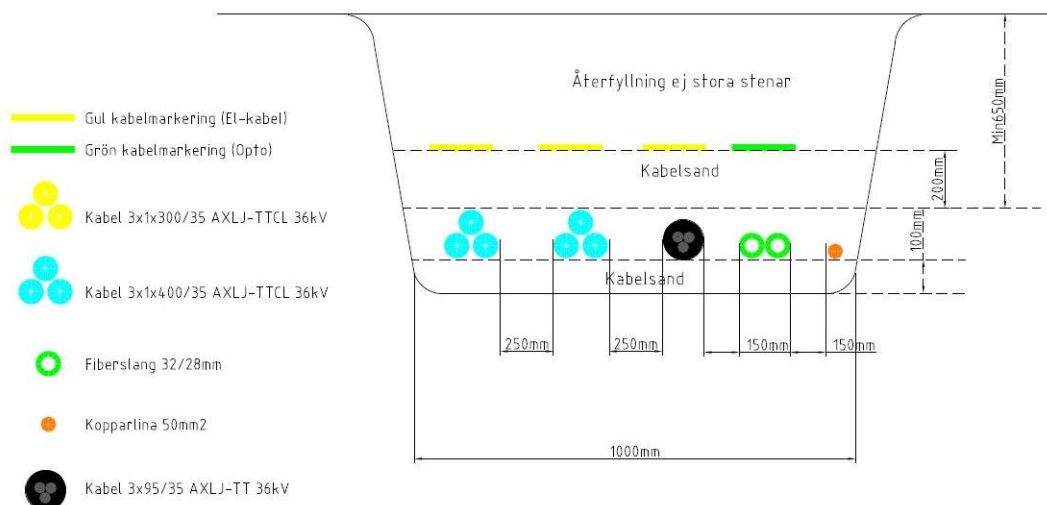 Återfyllning ej stora stenar
Min650mm
Gul kabelmarkering (El-kabel)
Grön kabelmarkering (Opto)
Kabelsand
200mm
Kabel 3x1x300/35 AXLJ-TTCL 36kV
100mm
Kabel 3x1x400/35 AXLJ-TTCL 36kV
Kabelsand
250mm
250mm
150mm
150mm
Fiberslang 32/28mm
Kopparlina 50mm2
1000mm
Kabel 3x95/35 AXLJ-TT 36kV